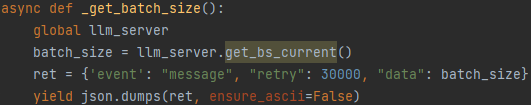 async def _get_batch_size():
    global llm_server
    batch_size = llm_server.get_bs_current()
    ret = {'event': "message", "retry": 30000, "data": batch_size}
    yield json.dumps(ret, ensure_ascii=False)